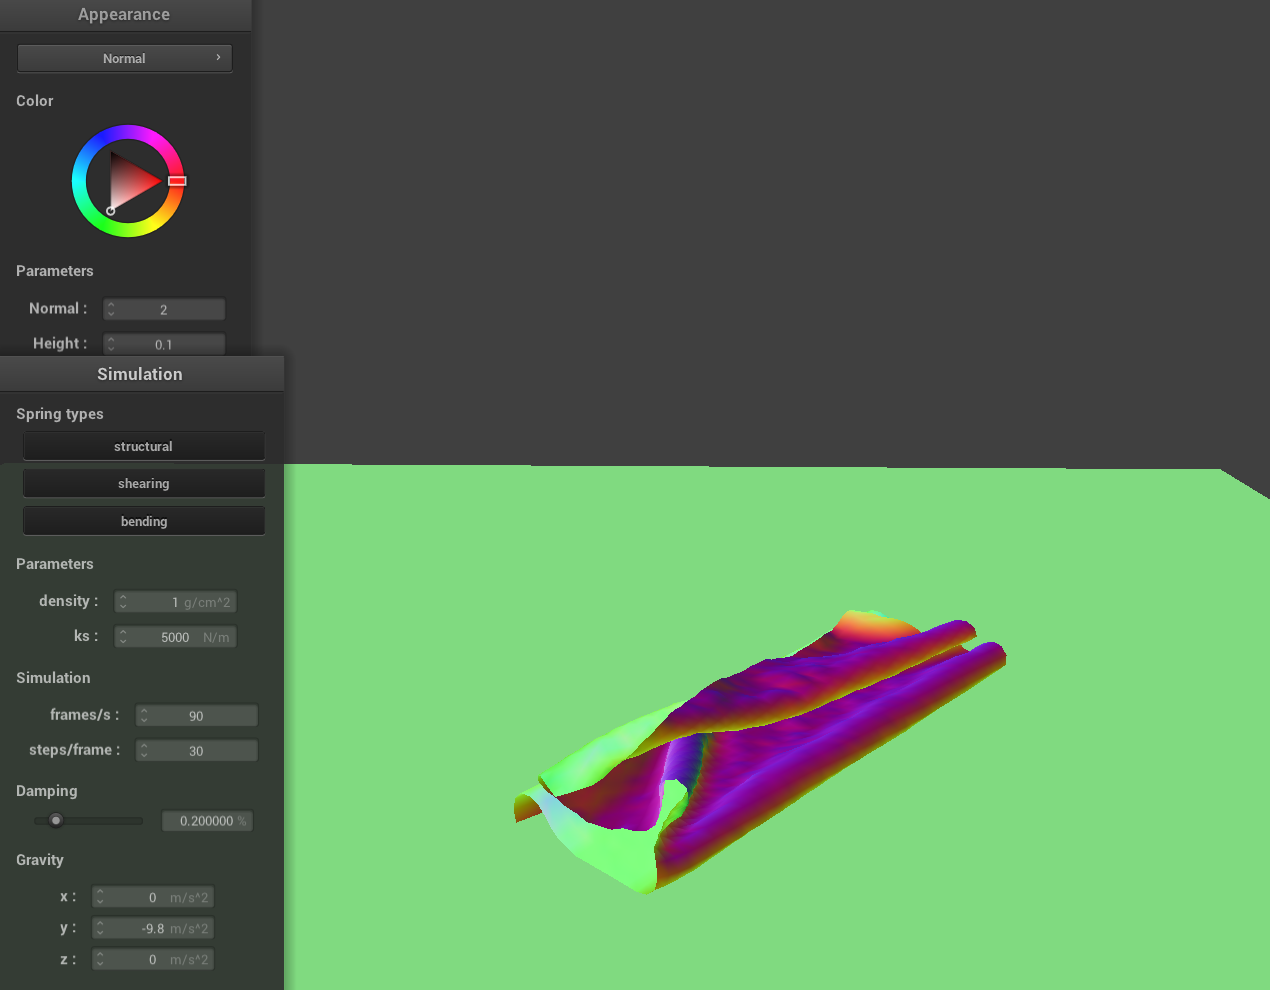 Appearance
Normal
Color
Parameters
Normal : 2
Height : 0.1
Simulation
Spring types
structural
shearing
bending
Parameters
density : 1 g/cm^2
ks : 5000 N/m
Simulation
frames/s : 90
steps/frame : 30
Damping
0.200000 %
Gravity
x : 0 m/s^2
y : -9.8 m/s^2
z : 0 m/s^2